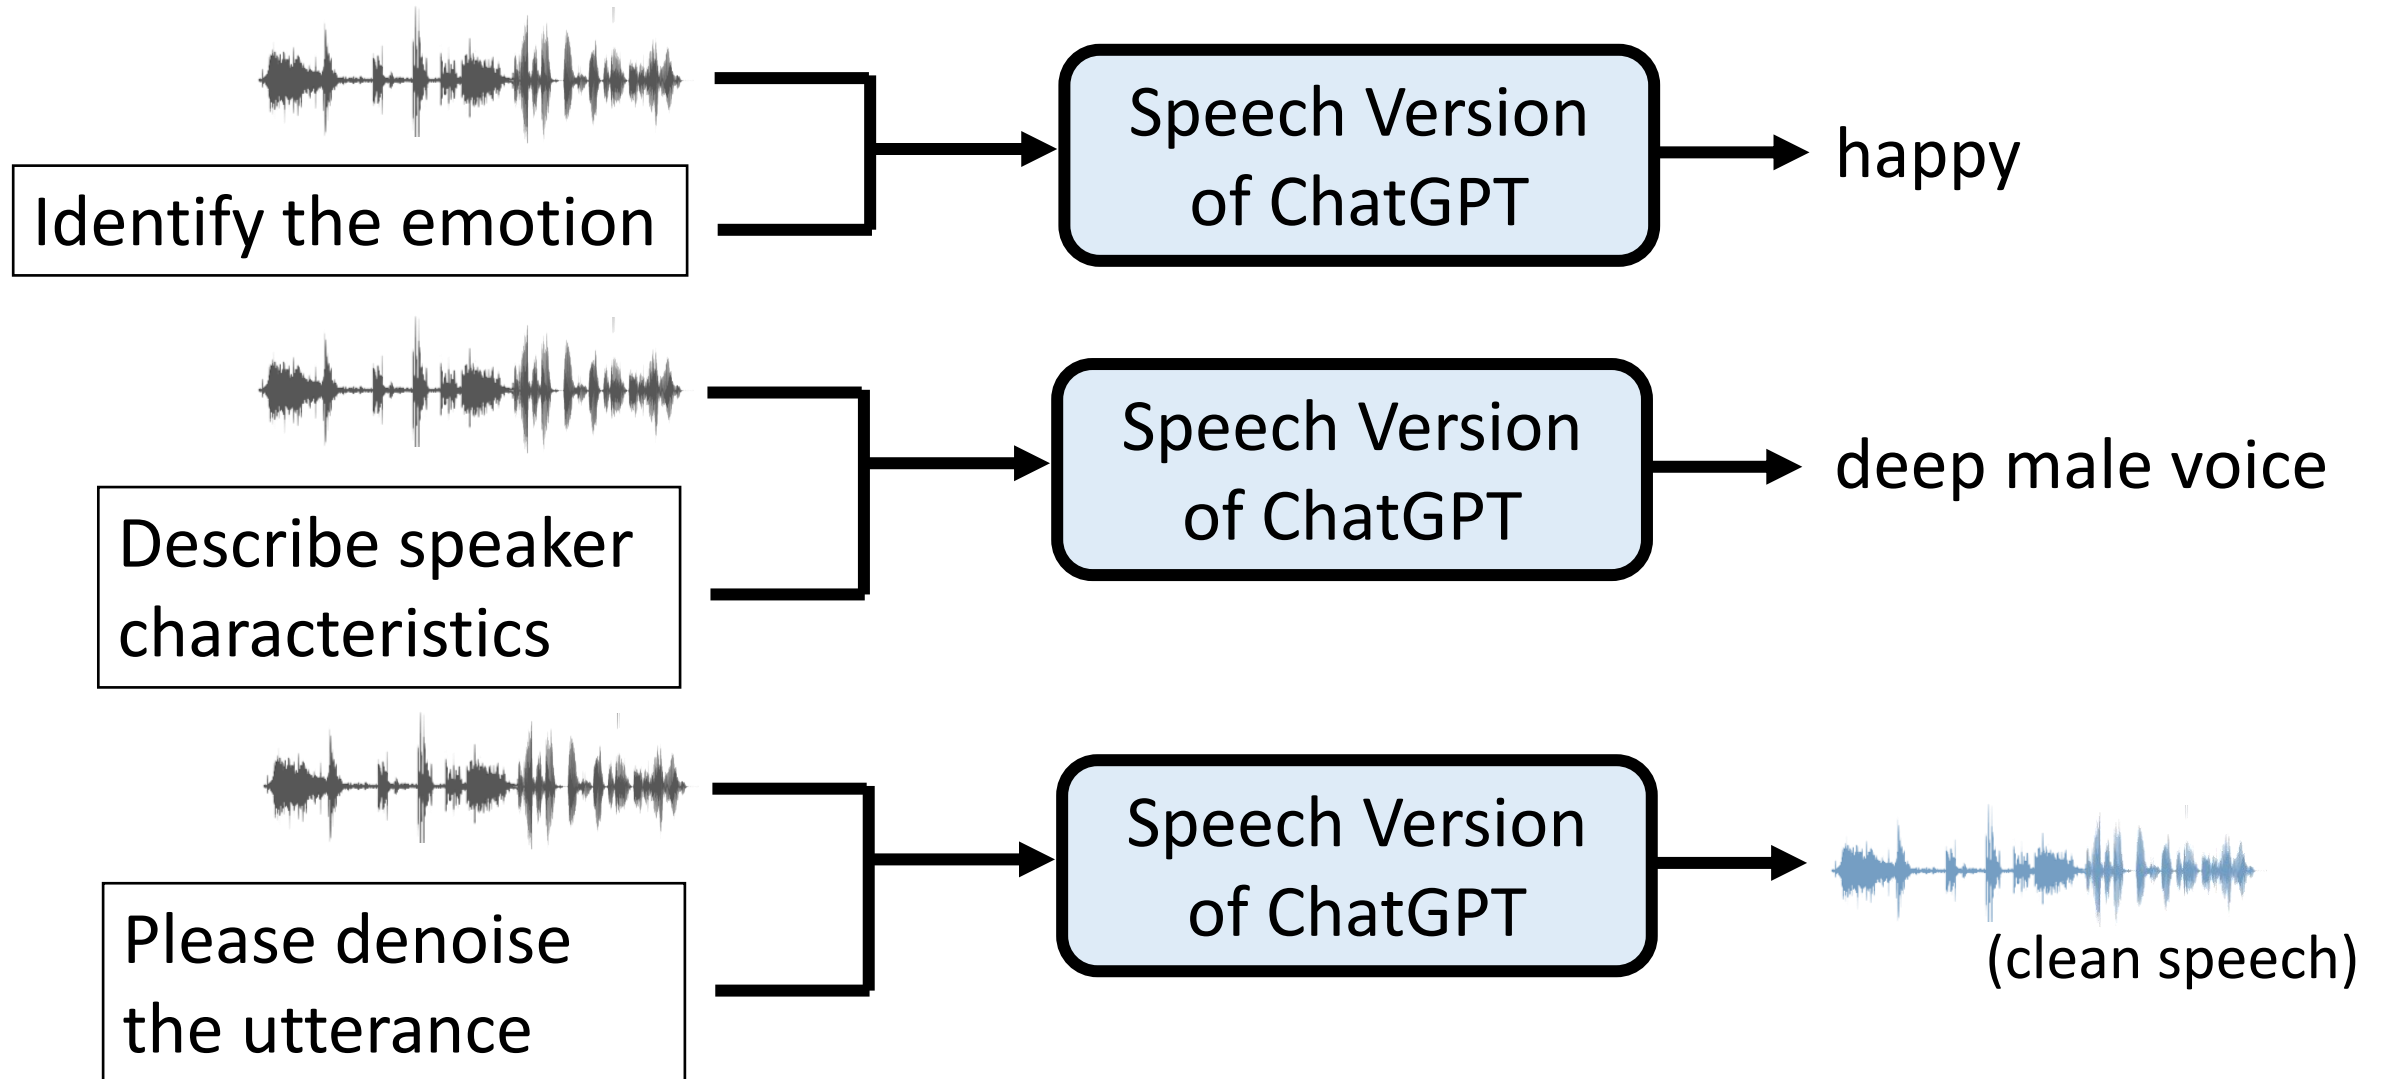 Identify the emotion
Speech Version
of ChatGPT
happy
Describe speaker
characteristics
Speech Version
of ChatGPT
deep male voice
Please denoise
the utterance
Speech Version
of ChatGPT
(clean speech)